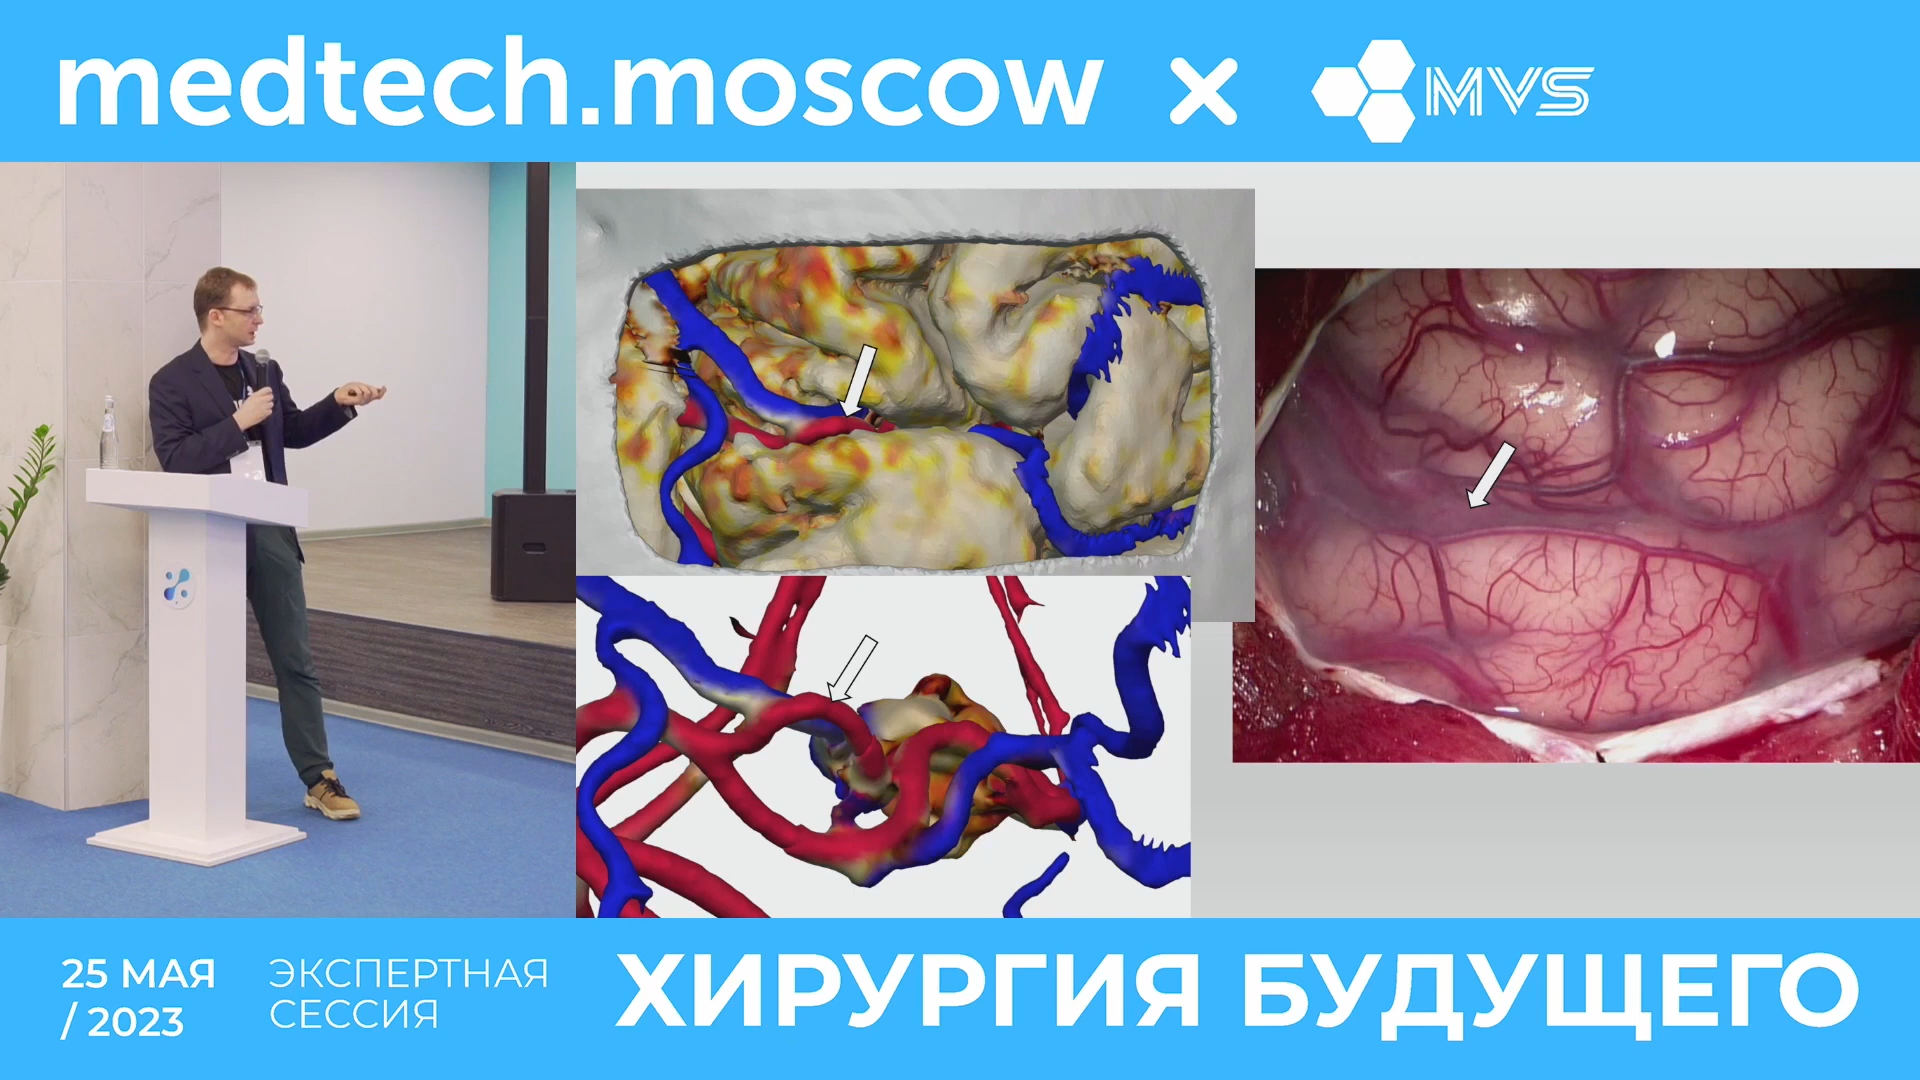 medtech.moscow × MVS
25 МАЯ
/ 2023
ЭКСПЕРТНАЯ
СЕССИЯ
ХИРУРГИЯ БУДУЩЕГО